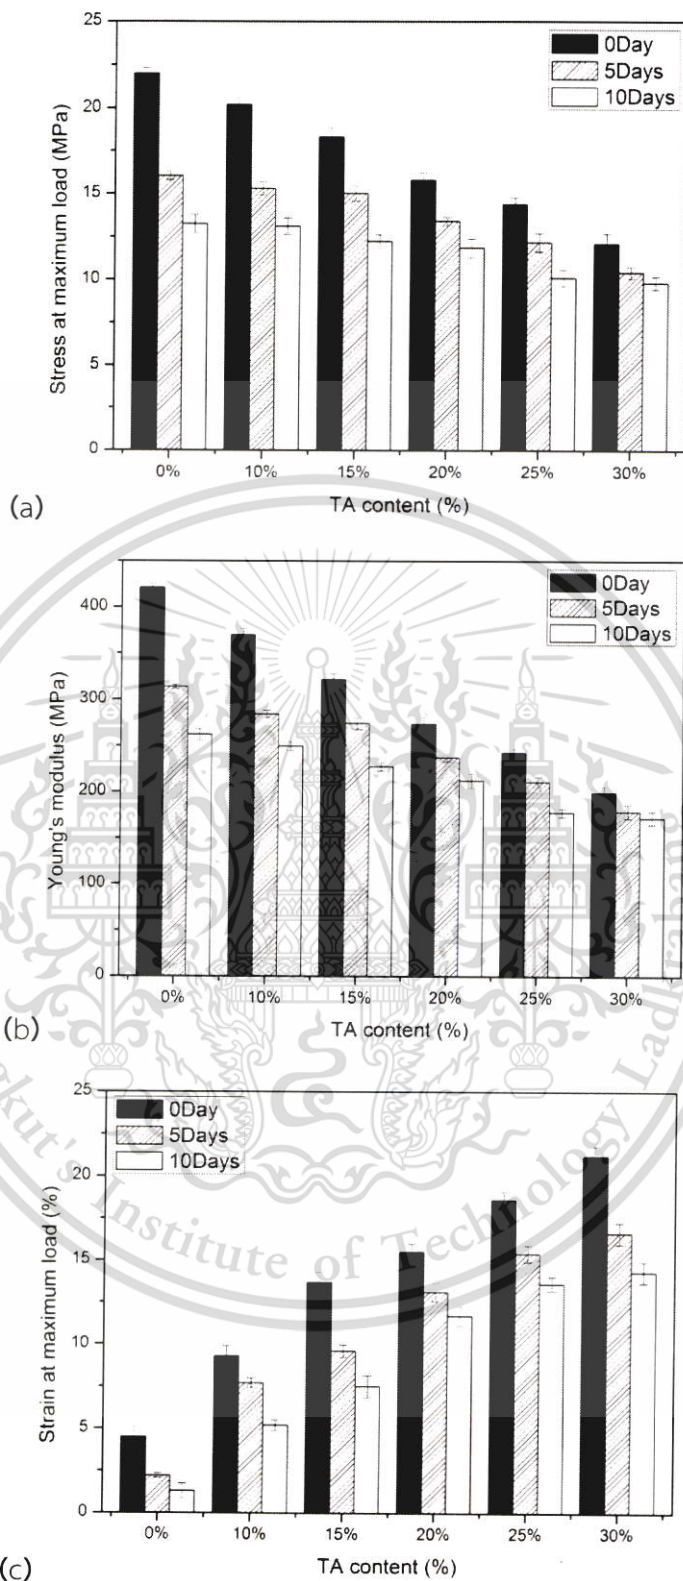 25
20
15
10
5
0
Stress at maximum load (MPa)
0Day
5Days
10Days
0% 10% 15% 20% 25% 30%
TA content (%)
(a)
400
300
200
100
0
Young's modulus (MPa)
0Day
5Days
10Days
0% 10% 15% 20% 25% 30%
TA content (%)
(b)
25
20
15
10
5
0
Strain at maximum load (%)
0Day
5Days
10Days
0% 10% 15% 20% 25% 30%
TA content (%)
(c)
gkut's Institute of Technology Ladkrabang